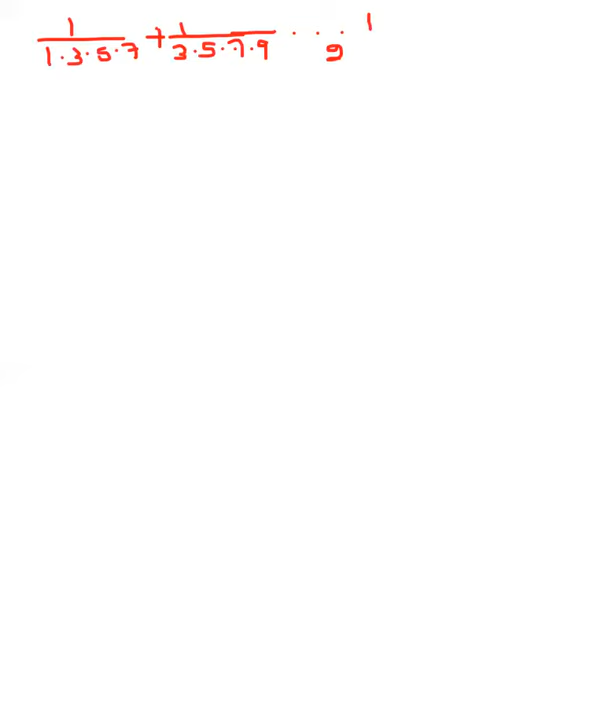 1/(1·3·5·7) + 1/(3·5·7·9) . . . 1
9